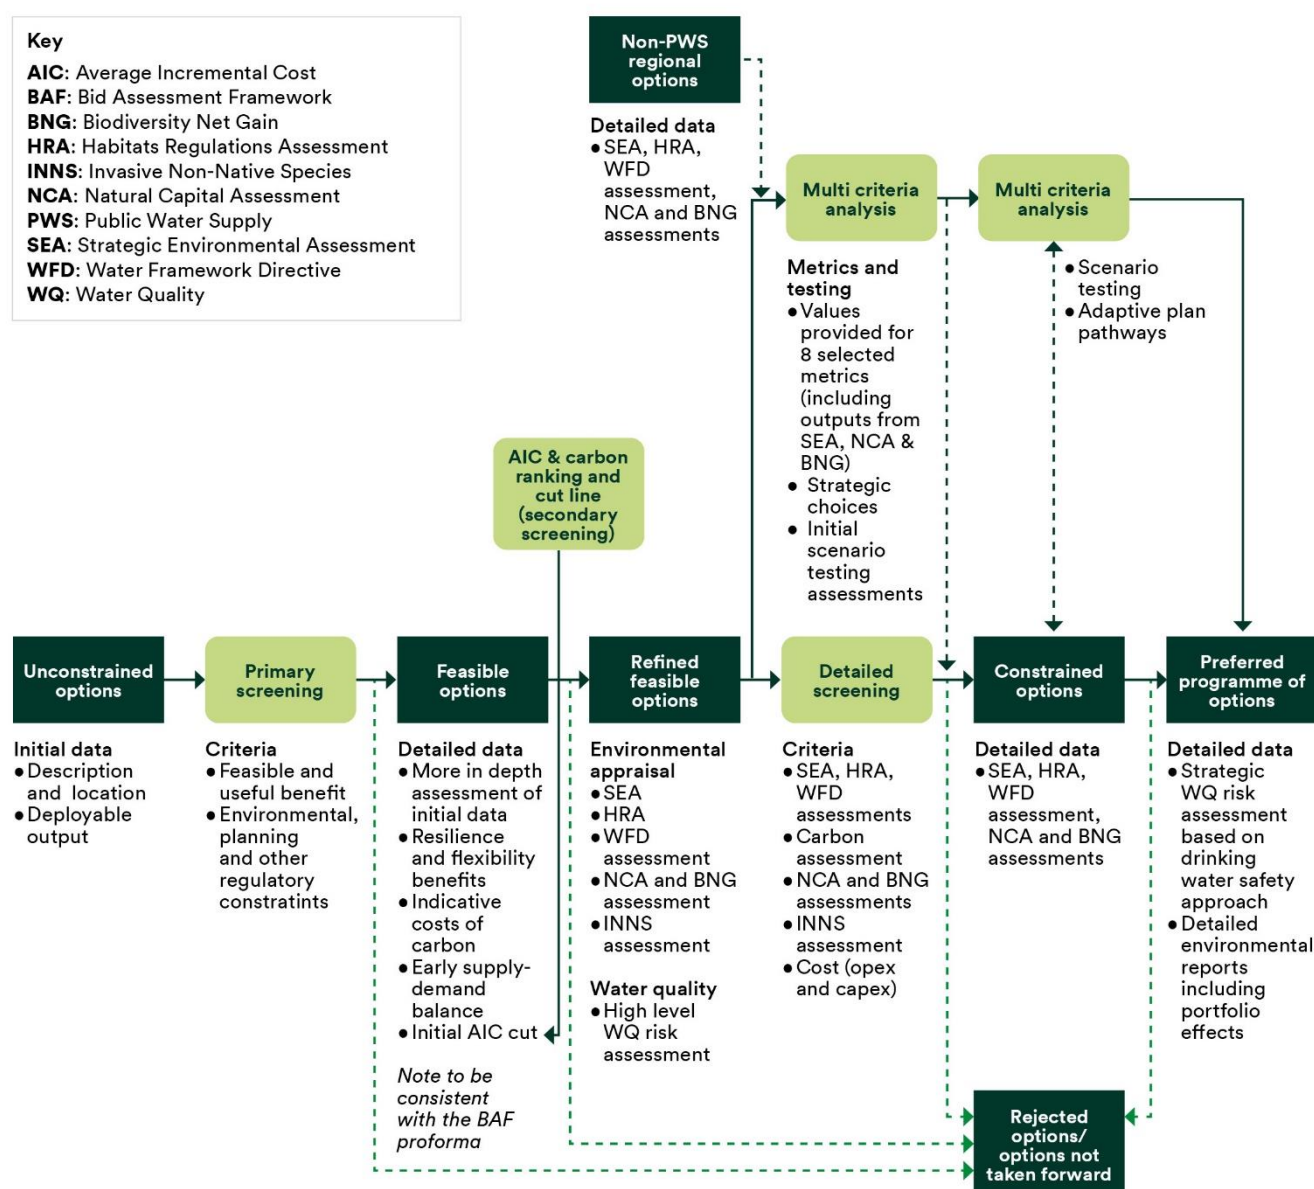 Key
AIC: Average Incremental Cost
BAF: Bid Assessment Framework
BNG: Biodiversity Net Gain
HRA: Habitats Regulations Assessment
INNS: Invasive Non-Native Species
NCA: Natural Capital Assessment
PWS: Public Water Supply
SEA: Strategic Environmental Assessment
WFD: Water Framework Directive
WQ: Water Quality
Non-PWS
regional
options
Detailed data
● SEA, HRA,
WFD
assessment,
NCA and BNG
assessments
Multi criteria
analysis
Metrics and
testing
● Values
provided for
8 selected
metrics
(including
outputs from
SEA, NCA &
BNG)
● Strategic
choices
● Initial
scenario
testing
assessments
Multi criteria
analysis
● Scenario
testing
● Adaptive plan
pathways
AIC & carbon
ranking and
cut line
(secondary
screening)
Unconstrained
options
Initial data
● Description
and location
● Deployable
output
Primary
screening
Criteria
● Feasible and
useful benefit
● Environmental,
planning
and other
regulatory
constratints
Feasible
options
Detailed data
● More in depth
assessment of
initial data
● Resilience
and flexibility
benefits
● Indicative
costs of
carbon
● Early supply-
demand
balance
● Initial AIC cut
Note to be
consistent
with the BAF
proforma
Refined
feasible
options
Environmental
appraisal
● SEA
● HRA
● WFD
assessment
● NCA and BNG
assessment
● INNS
assessment
Water quality
● High level
WQ risk
assessment
Detailed
screening
Criteria
● SEA, HRA,
WFD
assessments
● Carbon
assessment
● NCA and BNG
assessments
● INNS
assessment
● Cost (opex
and capex)
Constrained
options
Detailed data
● SEA, HRA,
WFD
assessment,
NCA and BNG
assessments
Preferred
programme of
options
Detailed data
● Strategic
WQ risk
assessment
based on
drinking
water safety
approach
● Detailed
environmental
reports
including
portfolio
effects
Rejected
options/
options not
taken forward